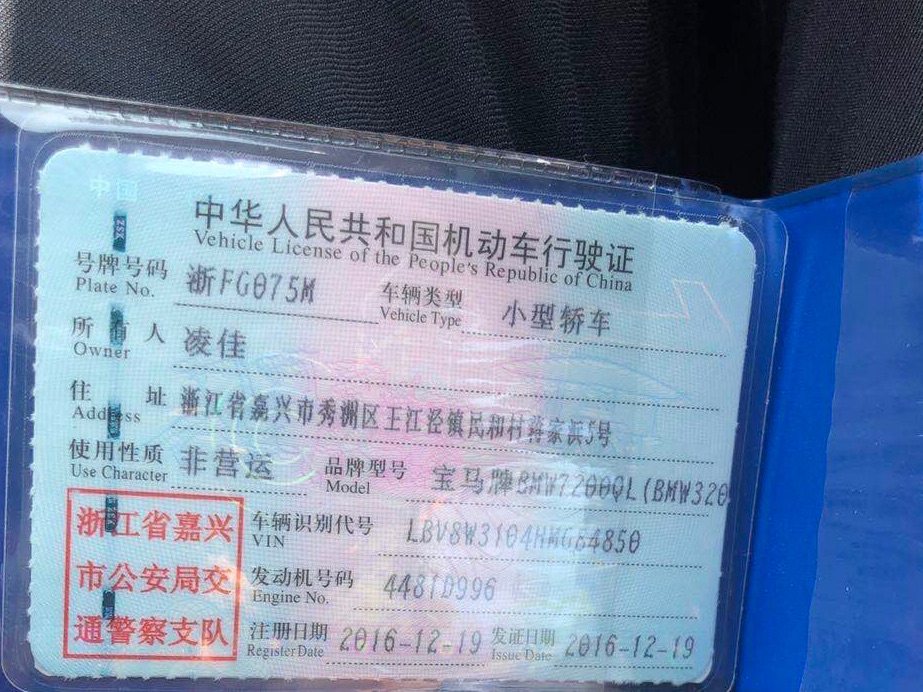 中国
中华人民共和国机动车行驶证
Vehicle License of the People's Republic of China
号牌号码 浙FG075M 车辆类型 小型轿车
Plate No. Vehicle Type
所有人 凌佳
Owner
住址 浙江省嘉兴市秀洲区王江泾镇民和村蒋家浜5号
Address
使用性质 非营运 品牌型号 宝马牌BMW7200QL(BMW320
Use Character Model
浙江省嘉兴
市公安局交
通警察支队
车辆识别代号
VIN
发动机号码
Engine No.
注册日期 2016-12-19 发证日期 2016-12-19
Register Date Issue Date